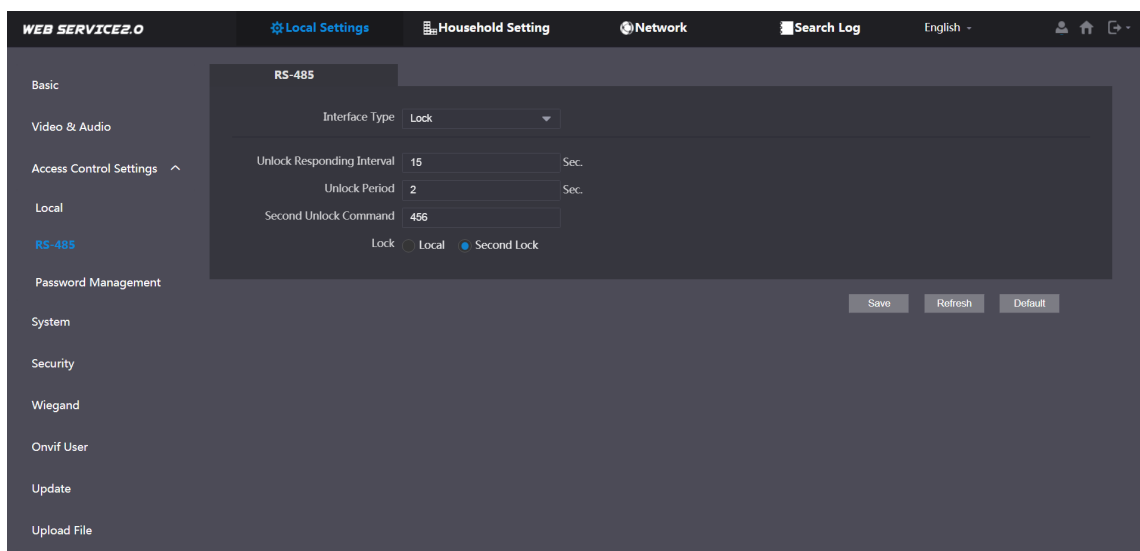 WEB SERVICE2.0 Local Settings Household Setting Network Search Log English
Basic
Video & Audio
Access Control Settings
Local
RS-485
Password Management
System
Security
Wiegand
Onvif User
Update
Upload File
RS-485
Interface Type Lock
Unlock Responding Interval 15 Sec.
Unlock Period 2 Sec.
Second Unlock Command 456
Lock Local Second Lock
Save Refresh Default